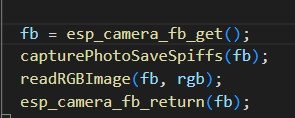 fb = esp_camera_fb_get();
capturePhotoSaveSpiffs(fb);
readRGBImage(fb, rgb);
esp_camera_fb_return(fb);